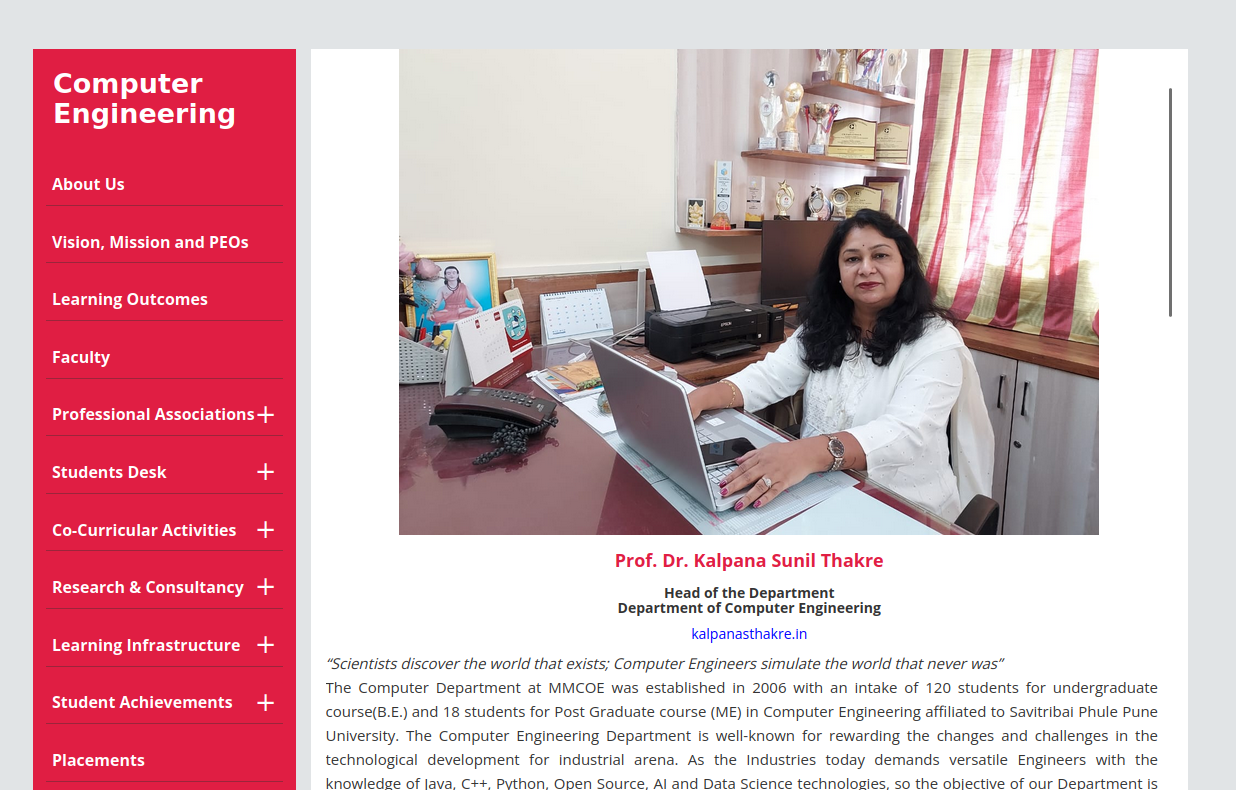 Computer
Engineering
About Us
Vision, Mission and PEOs
Learning Outcomes
Faculty
Professional Associations
Students Desk
Co-Curricular Activities
Research & Consultancy
Learning Infrastructure
Student Achievements
Placements
EPSON
Prof. Dr. Kalpana Sunil Thakre
Head of the Department
Department of Computer Engineering
kalpanasthakre.in
“Scientists discover the world that exists; Computer Engineers simulate the world that never was”
The Computer Department at MMCOE was established in 2006 with an intake of 120 students for undergraduate
course(B.E.) and 18 students for Post Graduate course (ME) in Computer Engineering affiliated to Savitribai Phule Pune
University. The Computer Engineering Department is well-known for rewarding the changes and challenges in the
technological development for industrial arena. As the Industries today demands versatile Engineers with the
knowledge of Java, C++, Python, Open Source, AI and Data Science technologies, so the objective of our Department is